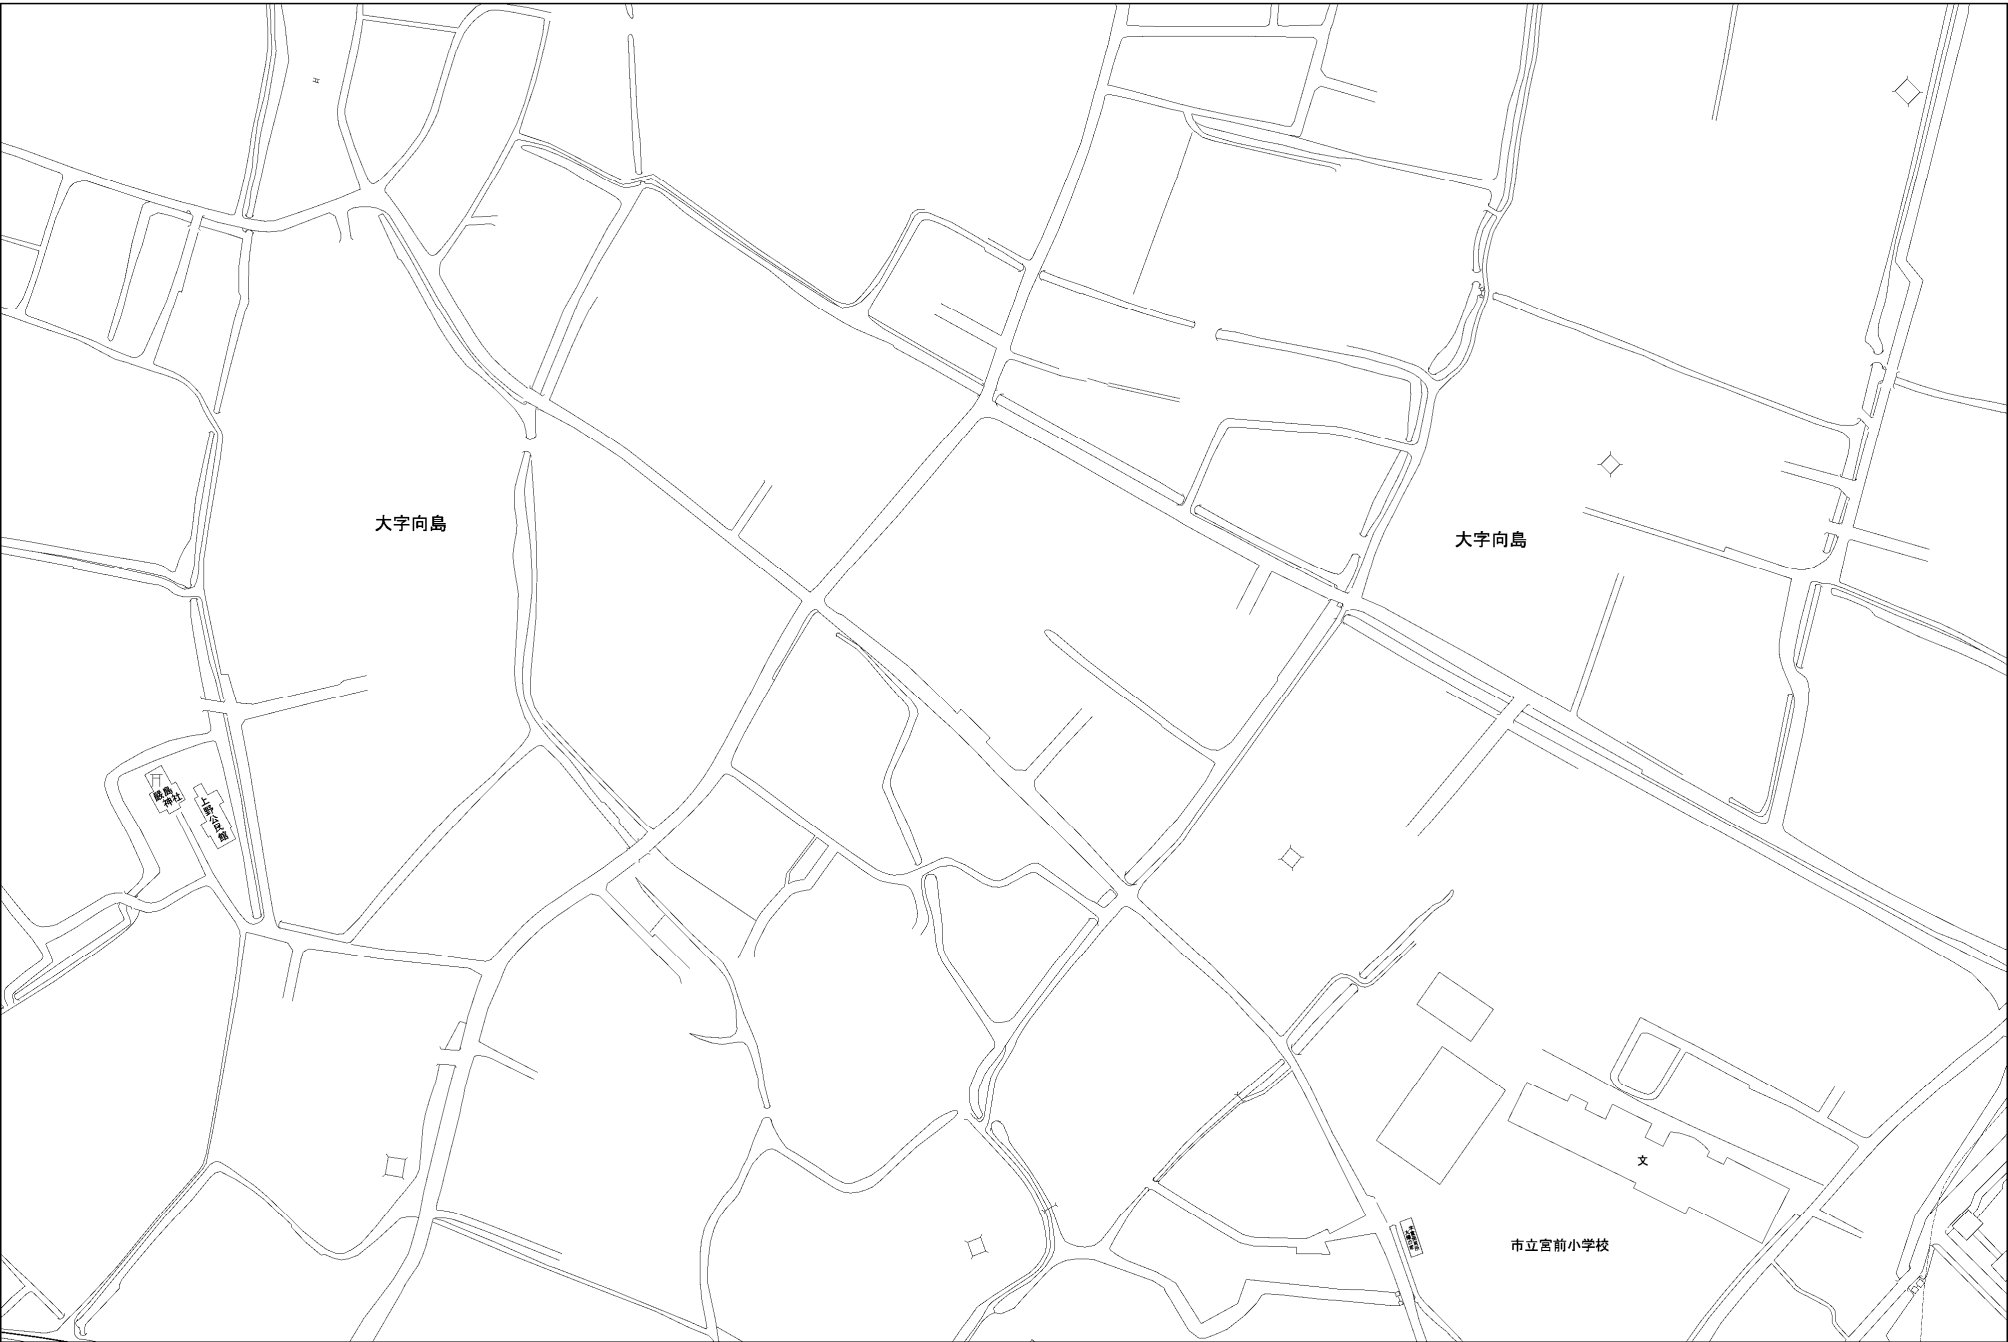 大字向島
大字向島
厳島
神社
上野公民館
文
市立宮前小学校